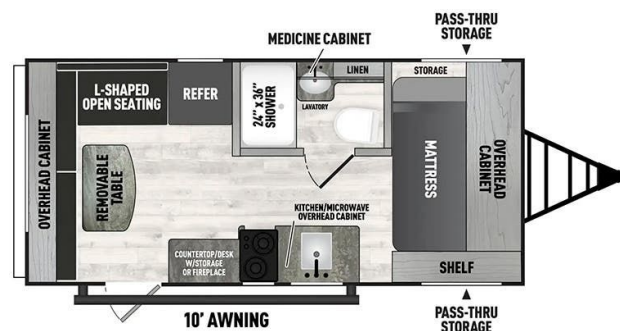 PASS-THRU
STORAGE
MEDICINE CABINET
OVERHEAD CABINET
L-SHAPED
OPEN SEATING
REFER
24" x 36"
SHOWER
LINEN
LAVATORY
STORAGE
MATTRESS
OVERHEAD
CABINET
REMOVABLE
TABLE
KITCHEN/MICROWAVE
OVERHEAD CABINET
COUNTERTOP/DESK
W/STORAGE
OR FIREPLACE
SHELF
10' AWNING
PASS-THRU
STORAGE